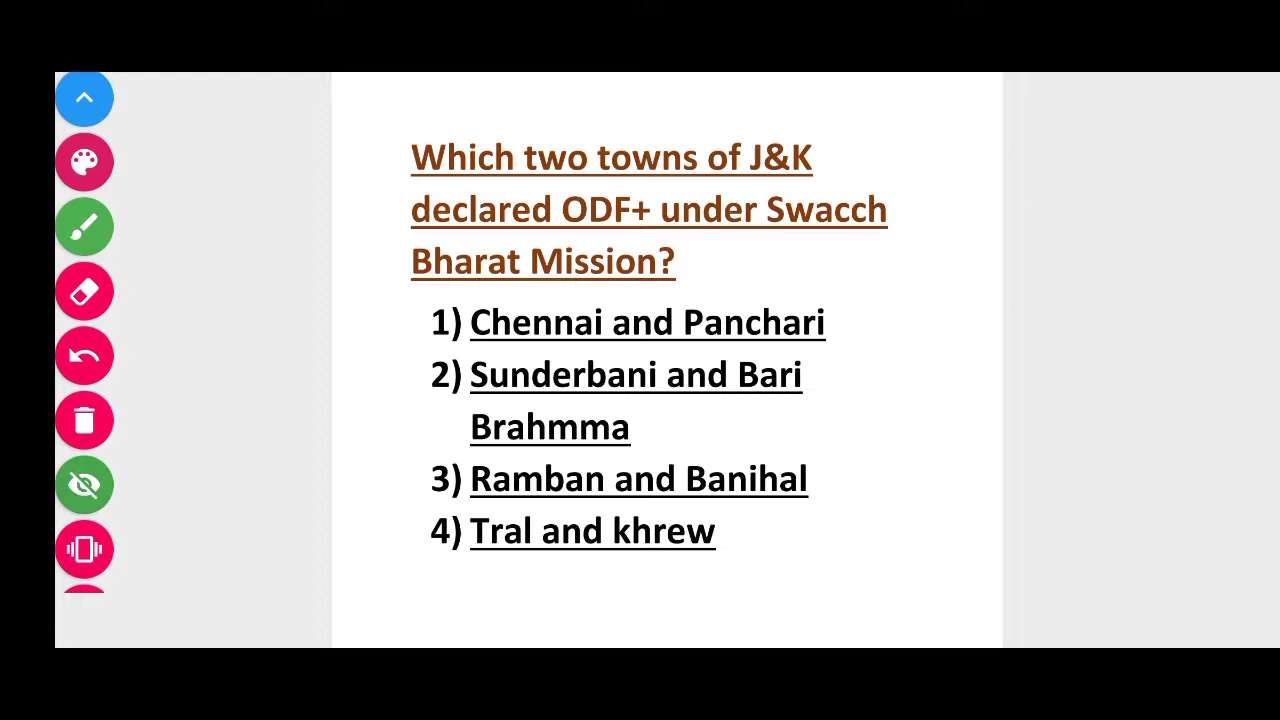 Which two towns of J&K
declared ODF+ under Swacch
Bharat Mission?
1) Chennai and Panchari
2) Sunderbani and Bari
Brahmma
3) Ramban and Banihal
4) Tral and khrew